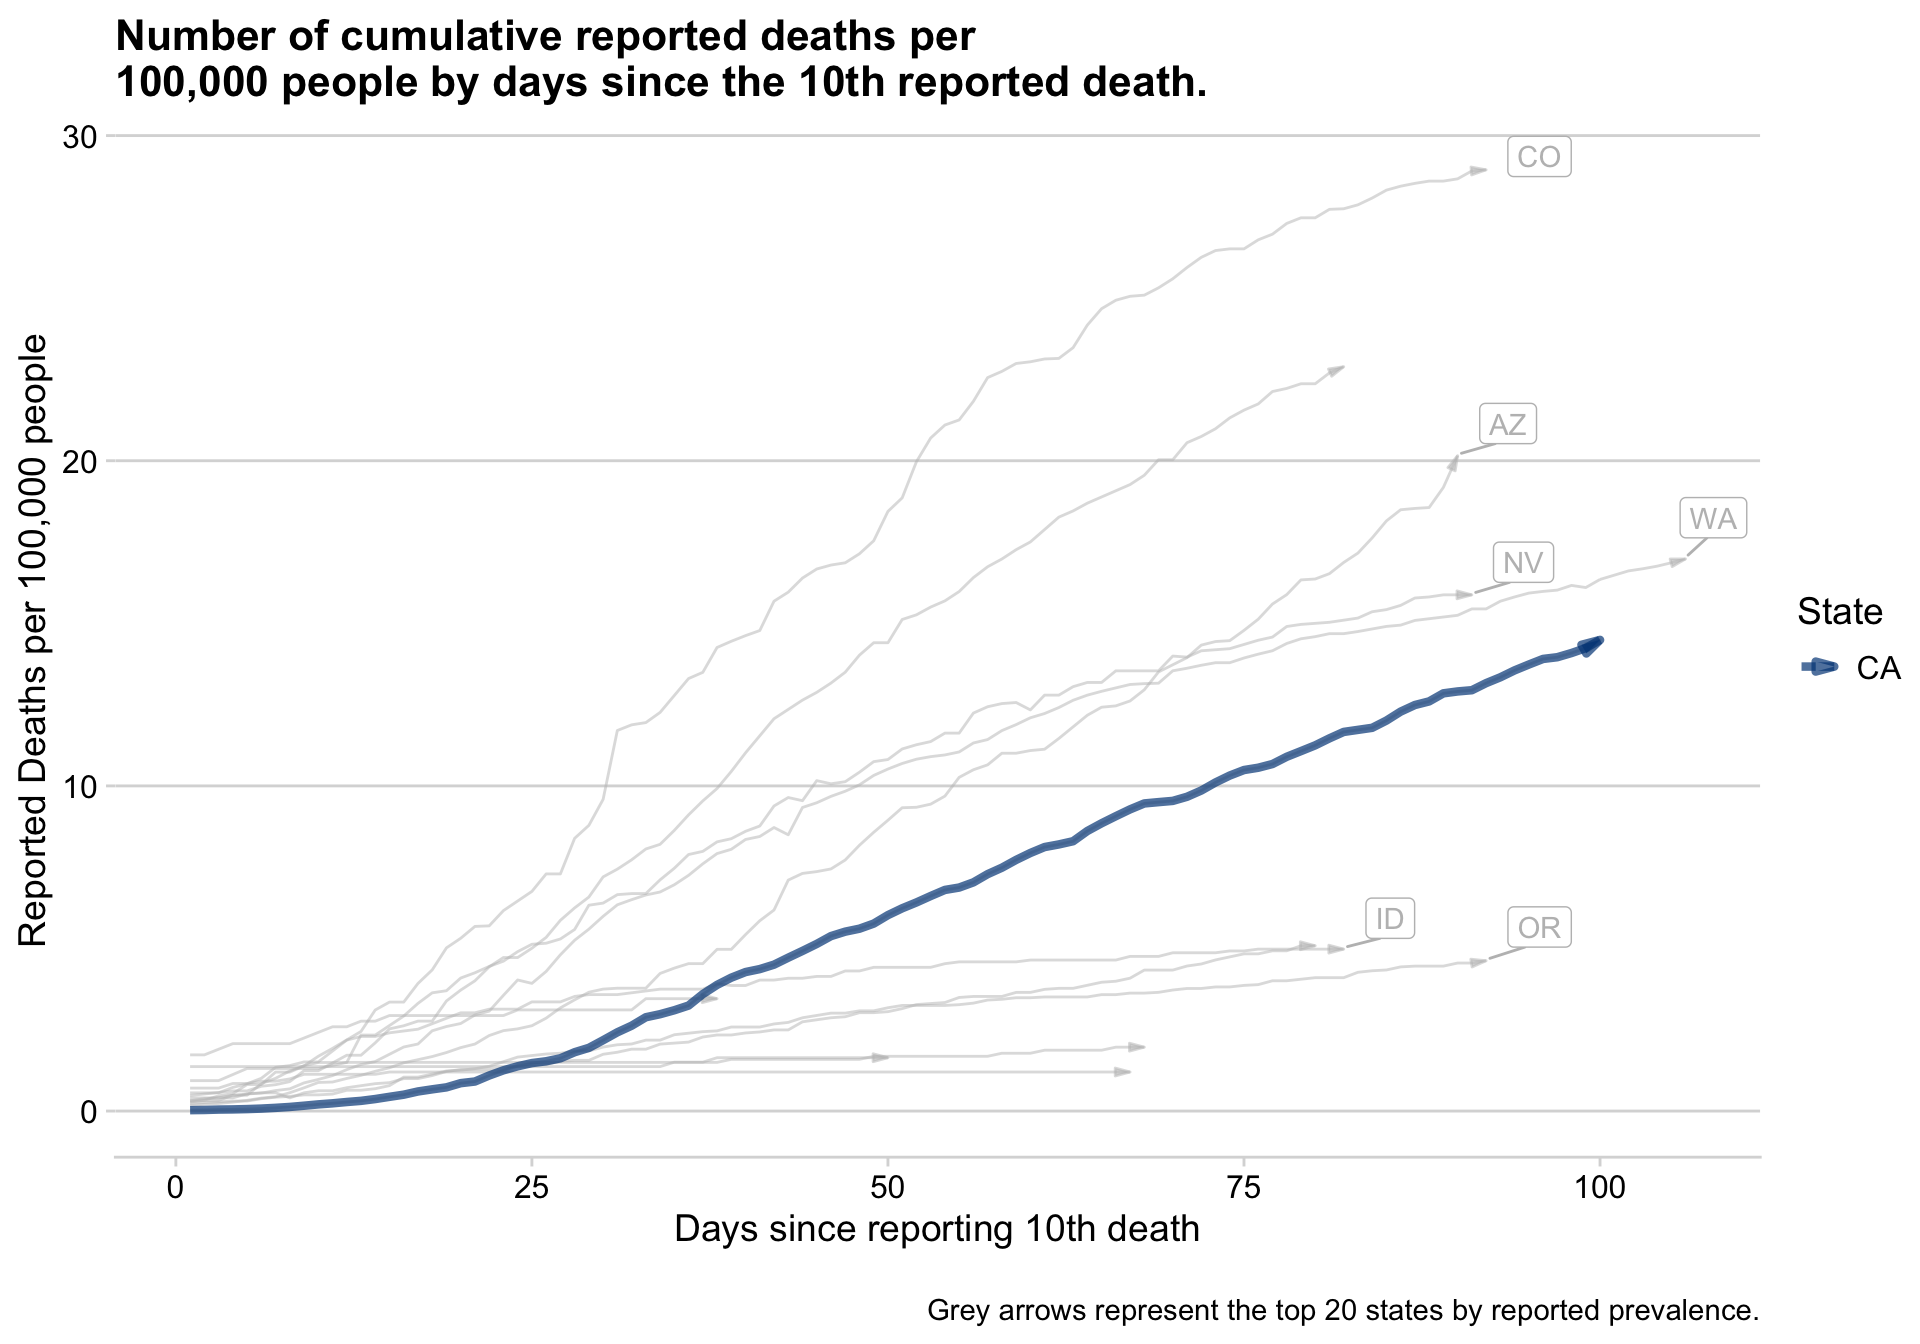 Number of cumulative reported deaths per
100,000 people by days since the 10th reported death.
Reported Deaths per 100,000 people
30
20
10
0
CO
AZ
WA
NV
ID
OR
State
CA
0
25
50
75
100
Days since reporting 10th death
Grey arrows represent the top 20 states by reported prevalence.